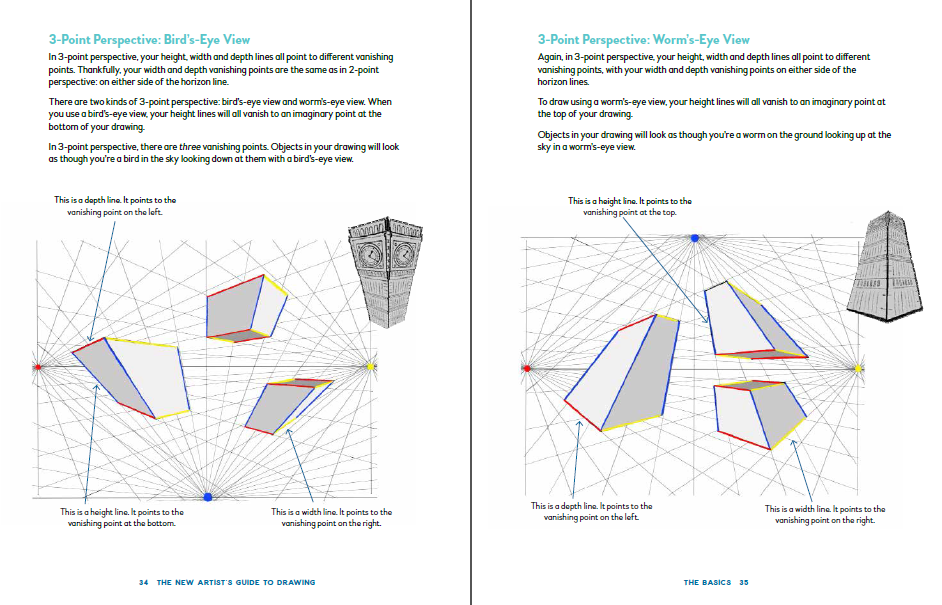 3-Point Perspective: Bird's-Eye View
In 3-point perspective, your height, width and depth lines all point to different vanishing
points. Thankfully, your width and depth vanishing points are the same as in 2-point
perspective: on either side of the horizon line.
There are two kinds of 3-point perspective: bird's-eye view and worm's-eye view. When
you use a bird's-eye view, your height lines will all vanish to an imaginary point at the
bottom of your drawing.
In 3-point perspective, there are three vanishing points. Objects in your drawing will look
as though you're a bird in the sky looking down at them with a bird's-eye view.
This is a depth line. It points to the
vanishing point on the left.
This is a height line. It points to the
vanishing point at the bottom.
This is a width line. It points to the
vanishing point on the right.
34 THE NEW ARTIST'S GUIDE TO DRAWING
3-Point Perspective: Worm's-Eye View
Again, in 3-point perspective, your height, width and depth lines all point to different
vanishing points, with your width and depth vanishing points on either side of the
horizon lines.
To draw using a worm's-eye view, your height lines will all vanish to an imaginary point at
the top of your drawing.
Objects in your drawing will look as though you're a worm on the ground looking up at the
sky in a worm's-eye view.
This is a height line. It points to the
vanishing point at the top.
This is a depth line. It points to the
vanishing point on the left.
This is a width line. It points to the
vanishing point on the right.
THE BASICS 35